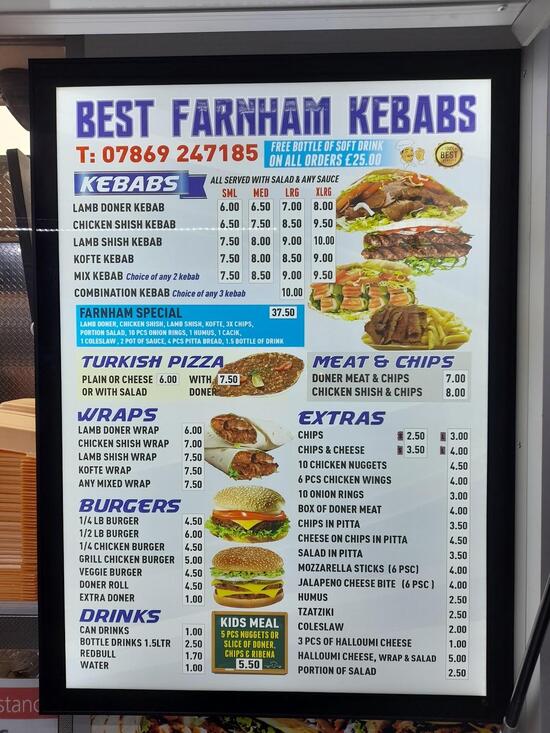 BEST FARNHAM KEBABS
T: 07869 247185
FREE BOTTLE OF SOFT DRINK
ON ALL ORDERS £25.00
BEST
KEBABS
ALL SERVED WITH SALAD & ANY SAUCE
SML MED LRG XLRG
LAMB DONER KEBAB 6.00 6.50 7.00 8.00
CHICKEN SHISH KEBAB 6.50 7.50 8.50 9.50
LAMB SHISH KEBAB 7.50 8.00 9.00 10.00
KOFTE KEBAB 7.50 8.00 8.50 9.00
MIX KEBAB Choice of any 2 kebab 7.50 8.50 9.00 9.50
COMBINATION KEBAB Choice of any 3 kebab 10.00
FARNHAM SPECIAL 37.50
LAMB DONER, CHICKEN SHISH, LAMB SHISH, KOFTE, 3X CHIPS,
PORTION SALAD, 10 PCS ONION RINGS, 1 HUMUS, 1 CACIK,
1 COLESLAW, 2 POT OF SAUCE, 4 PCS PITTA BREAD, 1.5 BOTTLE OF DRINK
TURKISH PIZZA
PLAIN OR CHEESE 6.00 WITH 7.50
OR WITH SALAD DONER
MEAT & CHIPS
DUNER MEAT & CHIPS 7.00
CHICKEN SHISH & CHIPS 8.00
WRAPS
LAMB DONER WRAP 6.00
CHICKEN SHISH WRAP 7.00
LAMB SHISH WRAP 7.50
KOFTE WRAP 7.50
ANY MIXED WRAP 7.50
BURGERS
1/4 LB BURGER 4.50
1/2 LB BURGER 6.00
1/4 CHICKEN BURGER 4.50
GRILL CHICKEN BURGER 5.00
VEGGIE BURGER 4.50
DONER ROLL 4.50
EXTRA DONER 1.00
DRINKS
CAN DRINKS 1.00
BOTTLE DRINKS 1.5LTR 2.50
REDBULL 1.70
WATER 1.00
KIDS MEAL
5 PCS NUGGETS OR
SLICE OF DONER,
CHIPS & RIBENA
5.50
EXTRAS
CHIPS S 2.50 L 3.00
CHIPS & CHEESE S 3.50 L 4.00
10 CHICKEN NUGGETS 4.50
6 PCS CHICKEN WINGS 4.00
10 ONION RINGS 3.00
BOX OF DONER MEAT 4.00
CHIPS IN PITTA 3.50
CHEESE ON CHIPS IN PITTA 4.50
SALAD IN PITTA 3.50
MOZZARELLA STICKS (6 PSC) 4.00
JALAPENO CHEESE BITE (6 PSC ) 4.00
HUMUS 2.50
TZATZIKI 2.50
COLESLAW 2.00
3 PCS OF HALLOUMI CHEESE 1.00
HALLOUMI CHEESE, WRAP & SALAD 5.00
PORTION OF SALAD 2.50
stand